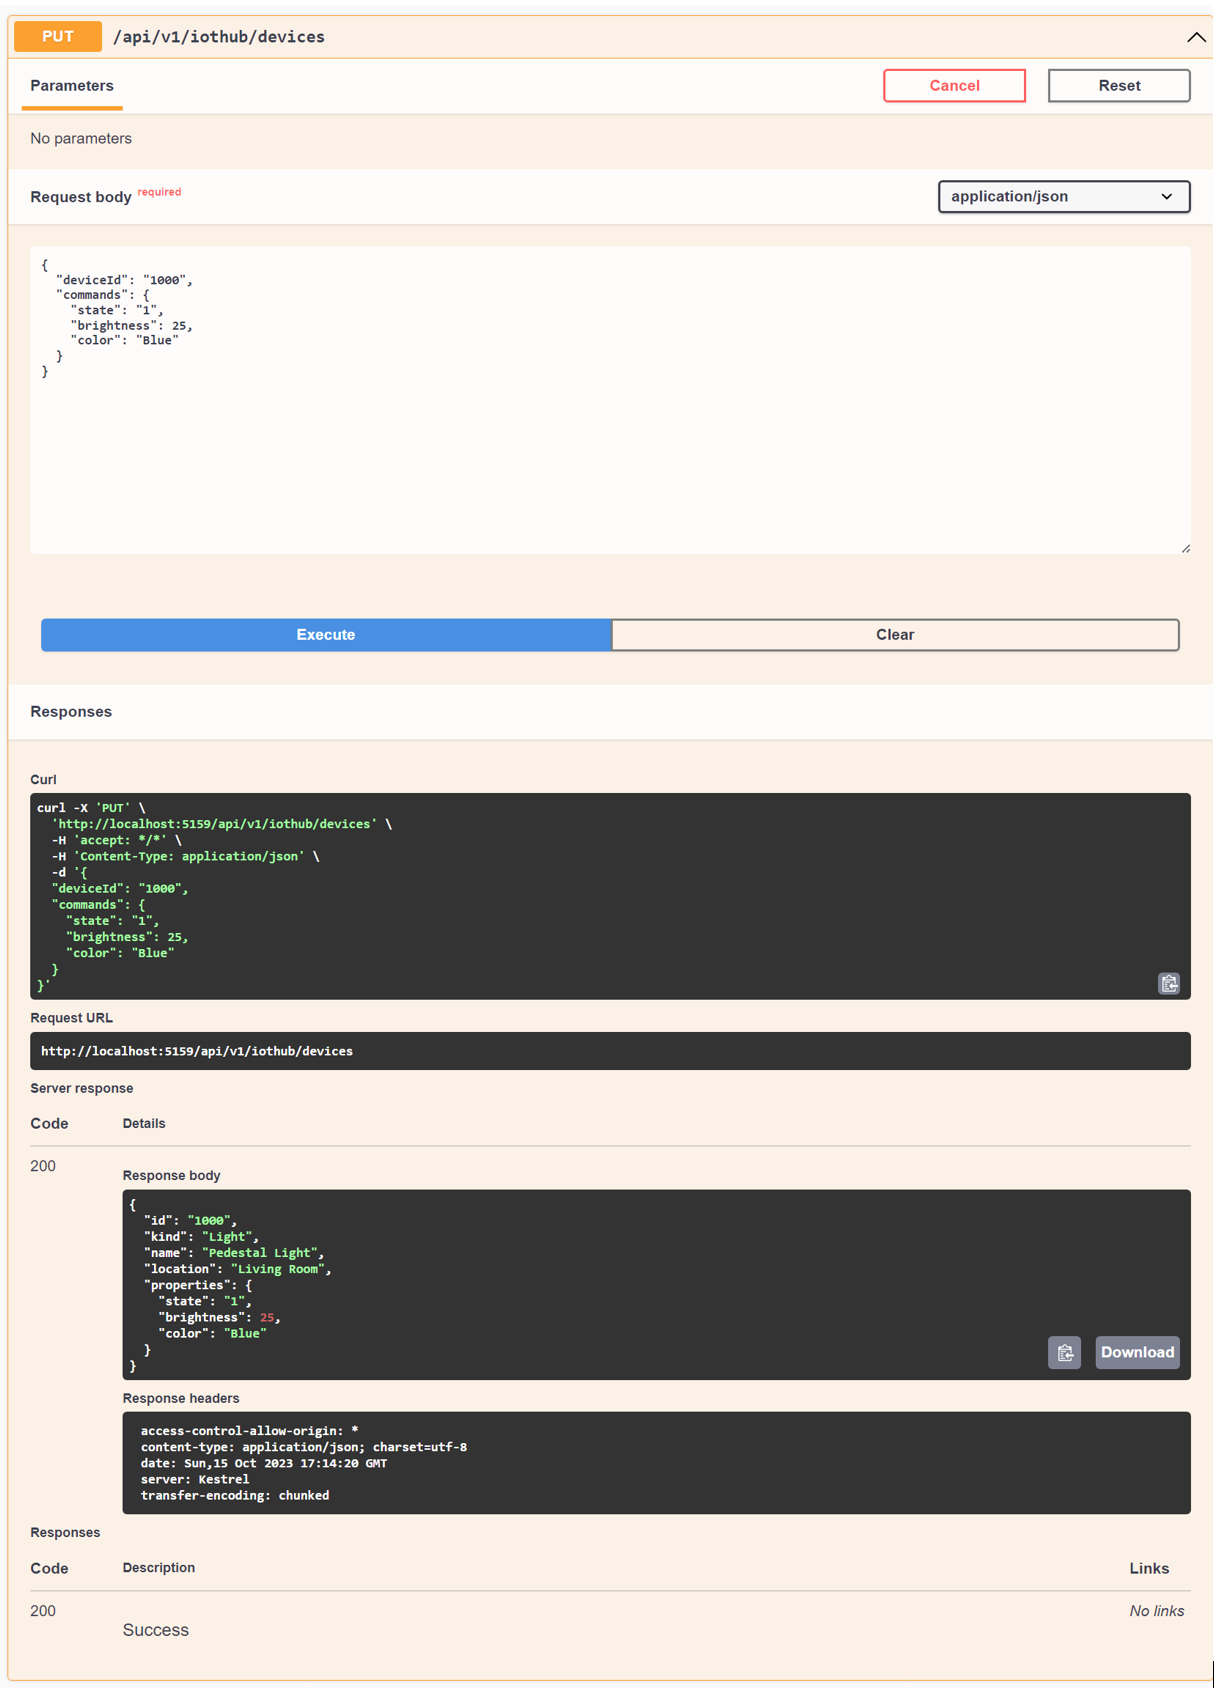 PUT /api/v1/iothub/devices
Parameters Cancel Reset
No parameters
Request body required application/json
{
  "deviceId": "1000",
  "commands": {
    "state": "1",
    "brightness": 25,
    "color": "Blue"
  }
}
Execute Clear
Responses
Curl
curl -X 'PUT' \
  'http://localhost:5159/api/v1/iothub/devices' \
  -H 'accept: */*' \
  -H 'Content-Type: application/json' \
  -d '{
  "deviceId": "1000",
  "commands": {
    "state": "1",
    "brightness": 25,
    "color": "Blue"
  }
}'
Request URL
http://localhost:5159/api/v1/iothub/devices
Server response
Code Details
200
Response body
{
  "id": "1000",
  "kind": "Light",
  "name": "Pedestal Light",
  "location": "Living Room",
  "properties": {
    "state": "1",
    "brightness": 25,
    "color": "Blue"
  }
}
Download
Response headers
access-control-allow-origin: *
content-type: application/json; charset=utf-8
date: Sun,15 Oct 2023 17:14:20 GMT
server: Kestrel
transfer-encoding: chunked
Responses
Code Description Links
200 No links
Success